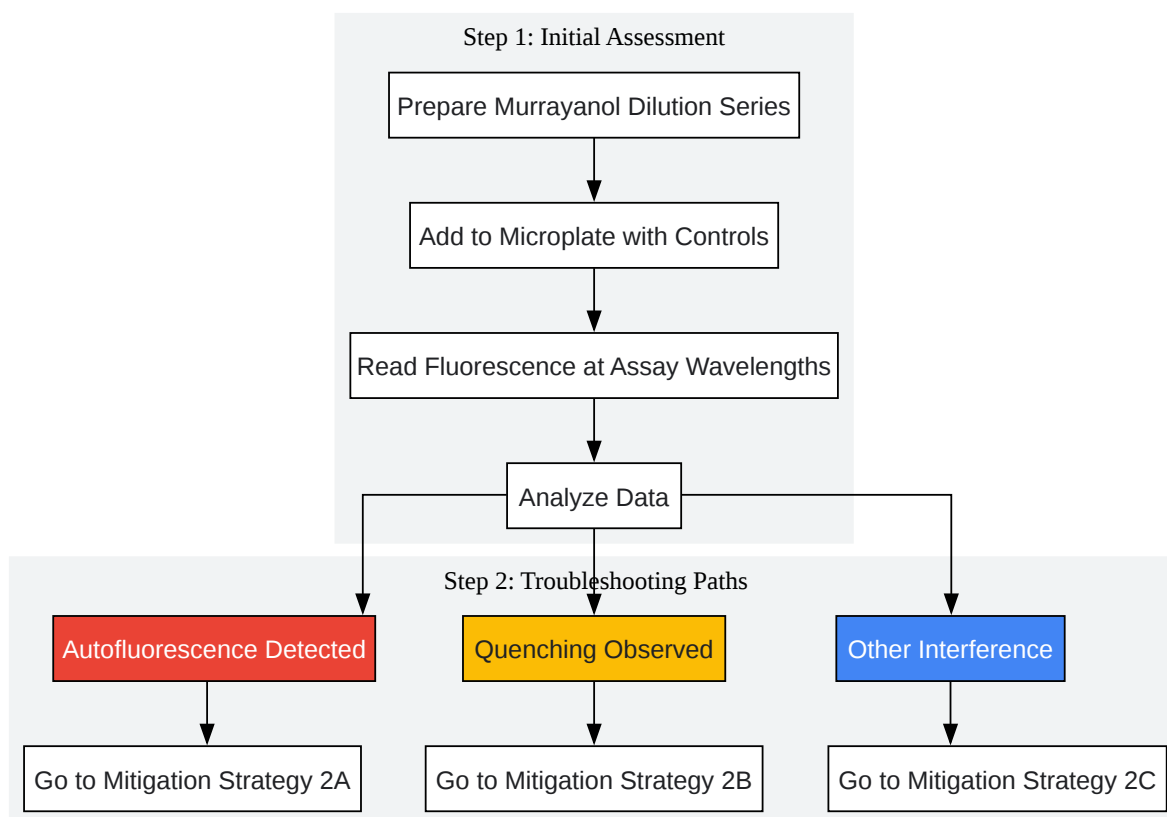 Step 1: Initial Assessment
Prepare Murrayanol Dilution Series
Add to Microplate with Controls
Read Fluorescence at Assay Wavelengths
Analyze Data
Step 2: Troubleshooting Paths
Autofluorescence Detected
Quenching Observed
Other Interference
Go to Mitigation Strategy 2A
Go to Mitigation Strategy 2B
Go to Mitigation Strategy 2C